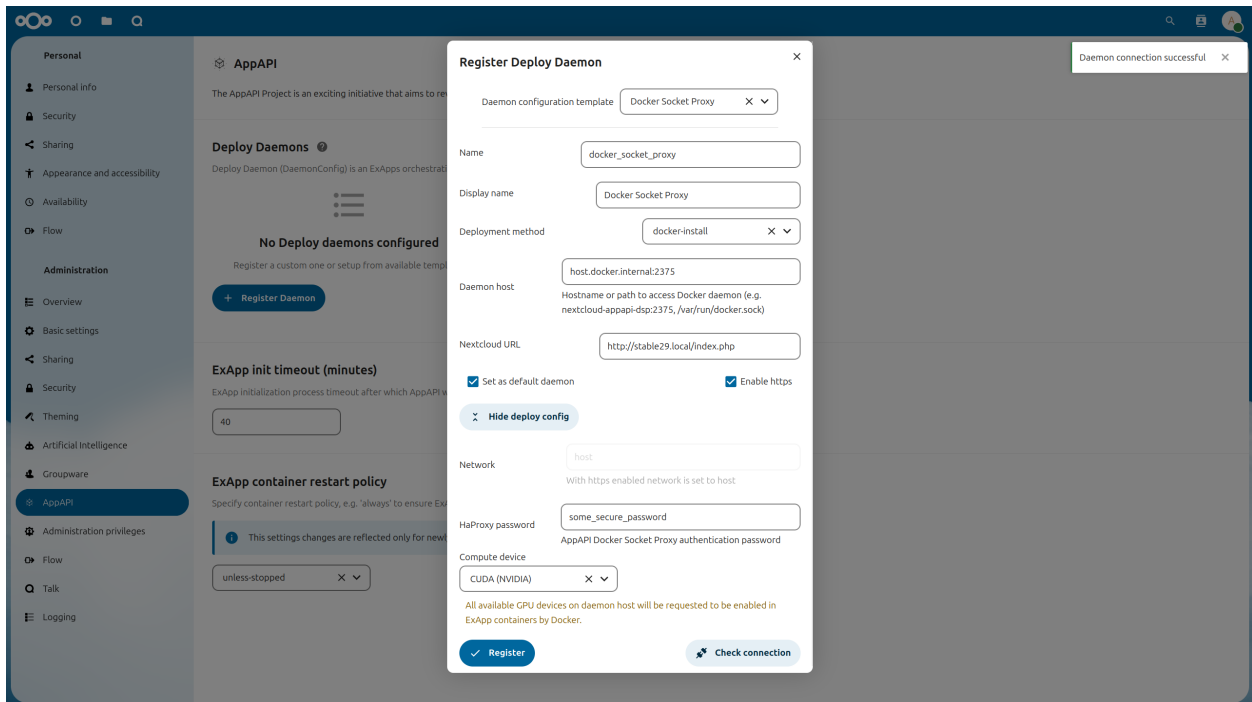 A
Personal
Personal info
Security
Sharing
Appearance and accessibility
Availability
Flow
Administration
Overview
Basic settings
Sharing
Security
Theming
Artificial Intelligence
Groupware
AppAPI
Administration privileges
Flow
Talk
Logging
AppAPI
The AppAPI Project is an exciting initiative that aims to re
Deploy Daemons
Deploy Daemon (DaemonConfig) is an ExApps orchestrati
No Deploy daemons configured
Register a custom one or setup from available templ
+ Register Daemon
ExApp init timeout (minutes)
ExApp initialization process timeout after which AppAPI w
40
ExApp container restart policy
Specify container restart policy, e.g. 'always' to ensure Ex
This settings changes are reflected only for newl
unless-stopped
Register Deploy Daemon
Daemon configuration template
Docker Socket Proxy
Name
docker_socket_proxy
Display name
Docker Socket Proxy
Deployment method
docker-install
Daemon host
host.docker.internal:2375
Hostname or path to access Docker daemon (e.g.
nextcloud-appapi-dsp:2375, /var/run/docker.sock)
Nextcloud URL
http://stable29.local/index.php
Set as default daemon
Enable https
Hide deploy config
Network
host
With https enabled network is set to host
HaProxy password
some_secure_password
AppAPI Docker Socket Proxy authentication password
Compute device
CUDA (NVIDIA)
All available GPU devices on daemon host will be requested to be enabled in
ExApp containers by Docker.
Register
Check connection
Daemon connection successful